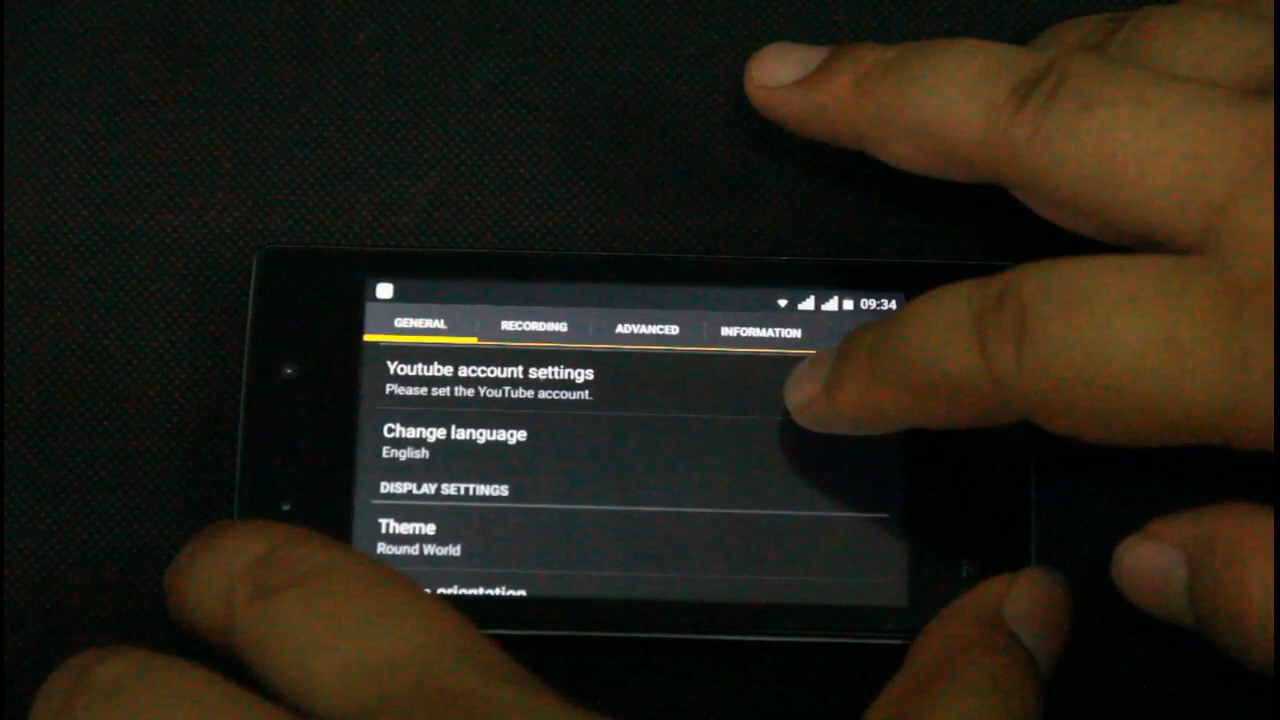 09:34
GENERAL RECORDING ADVANCED INFORMATION
Youtube account settings
Please set the YouTube account.
Change language
English
DISPLAY SETTINGS
Theme
Round World
orientation